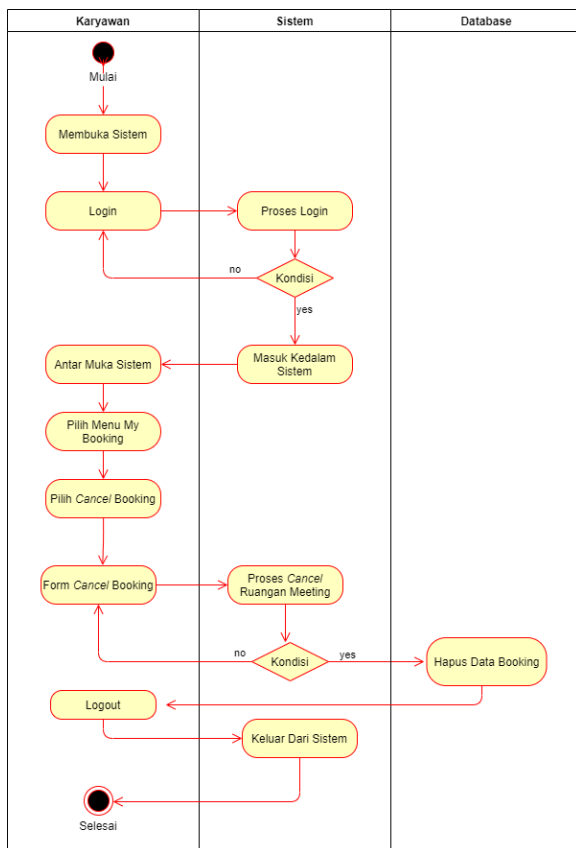 Karyawan
Sistem
Database
Mulai
Membuka Sistem
Login
Proses Login
no
Kondisi
yes
Antar Muka Sistem
Masuk Kedalam
Sistem
Pilih Menu My
Booking
Pilih Cancel Booking
Form Cancel Booking
Proses Cancel
Ruangan Meeting
no
Kondisi
yes
Hapus Data Booking
Logout
Keluar Dari Sistem
Selesai